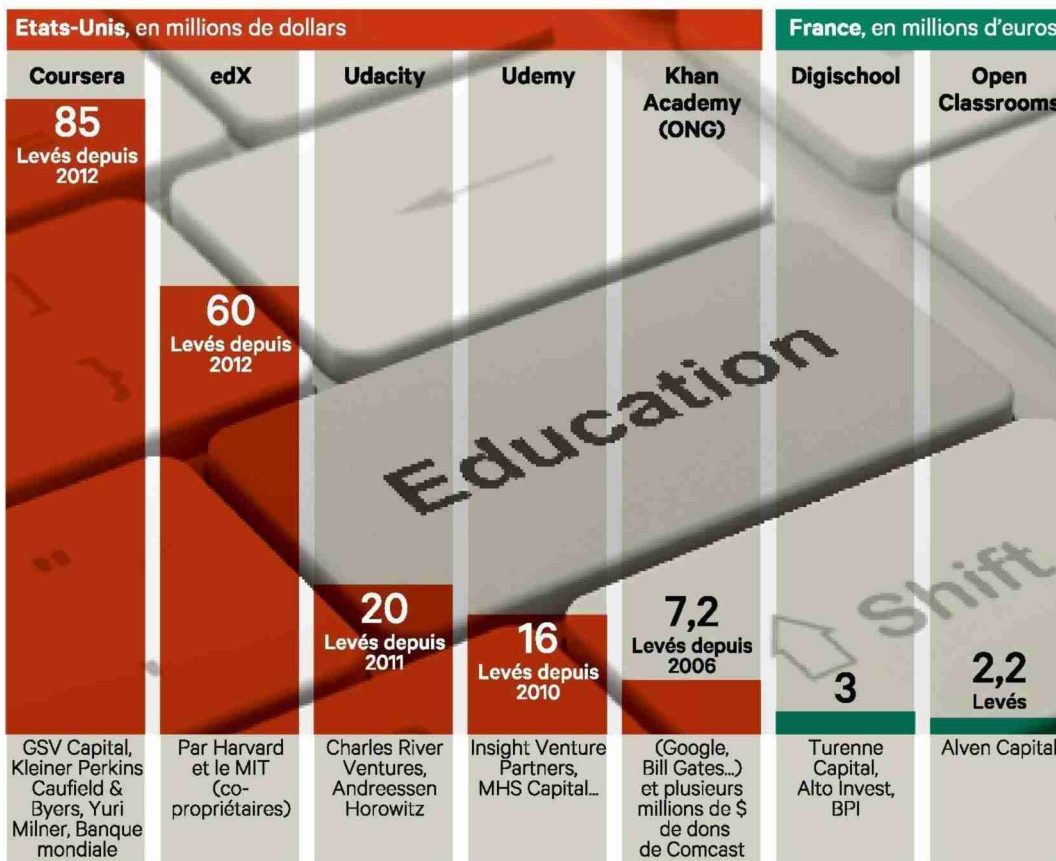 Etats-Unis, en millions de dollars
France, en millions d'euros
Coursera
85
Levés depuis
2012
GSV Capital,
Kleiner Perkins
Caufield &
Byers, Yuri
Milner, Banque
mondiale
edX
60
Levés depuis
2012
Par Harvard
et le MIT
(co-
propriétaires)
Udacity
20
Levés depuis
2011
Charles River
Ventures,
Andreessen
Horowitz
Udemy
16
Levés depuis
2010
Insight Venture
Partners,
MHS Capital...
Khan
Academy
(ONG)
7,2
Levés depuis
2006
(Google,
Bill Gates...)
et plusieurs
millions de $
de dons
de Comcast
Digischool
3
Turenne
Capital,
Alto Invest,
BPI
Open
Classrooms
2,2
Levés
Alven Capital
Education
Shift
]
}
"
,